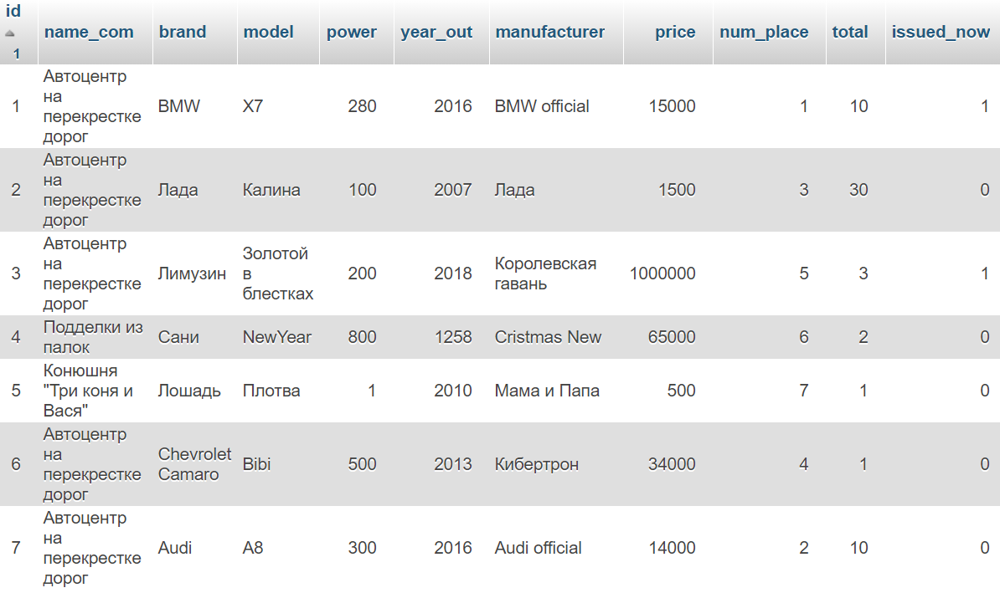 id name_com brand model power year_out manufacturer price num_place total issued_now
1
1 Автоцентр на перекрестке дорог BMW X7 280 2016 BMW official 15000 1 10 1
2 Автоцентр на перекрестке дорог Лада Калина 100 2007 Лада 1500 3 30 0
3 Автоцентр на перекрестке дорог Лимузин Золотой в блестках 200 2018 Королевская гавань 1000000 5 3 1
4 Подделки из палок Сани NewYear 800 1258 Cristmas New 65000 6 2 0
5 Конюшня "Три коня и Вася" Лошадь Плотва 1 2010 Мама и Папа 500 7 1 0
6 Автоцентр на перекрестке дорог Chevrolet Camaro Bibi 500 2013 Кибертрон 34000 4 1 0
7 Автоцентр на перекрестке дорог Audi A8 300 2016 Audi official 14000 2 10 0